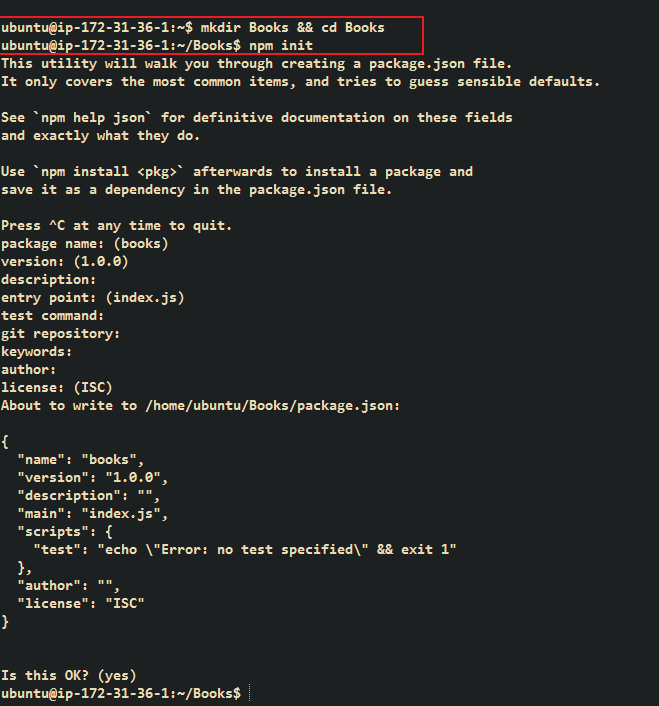 ubuntu@ip-172-31-36-1:~$ mkdir Books && cd Books
ubuntu@ip-172-31-36-1:~/Books$ npm init
This utility will walk you through creating a package.json file.
It only covers the most common items, and tries to guess sensible defaults.

See `npm help json` for definitive documentation on these fields
and exactly what they do.

Use `npm install <pkg>` afterwards to install a package and
save it as a dependency in the package.json file.

Press ^C at any time to quit.
package name: (books)
version: (1.0.0)
description:
entry point: (index.js)
test command:
git repository:
keywords:
author:
license: (ISC)
About to write to /home/ubuntu/Books/package.json:

{
  "name": "books",
  "version": "1.0.0",
  "description": "",
  "main": "index.js",
  "scripts": {
    "test": "echo \"Error: no test specified\" && exit 1"
  },
  "author": "",
  "license": "ISC"
}

Is this OK? (yes)
ubuntu@ip-172-31-36-1:~/Books$